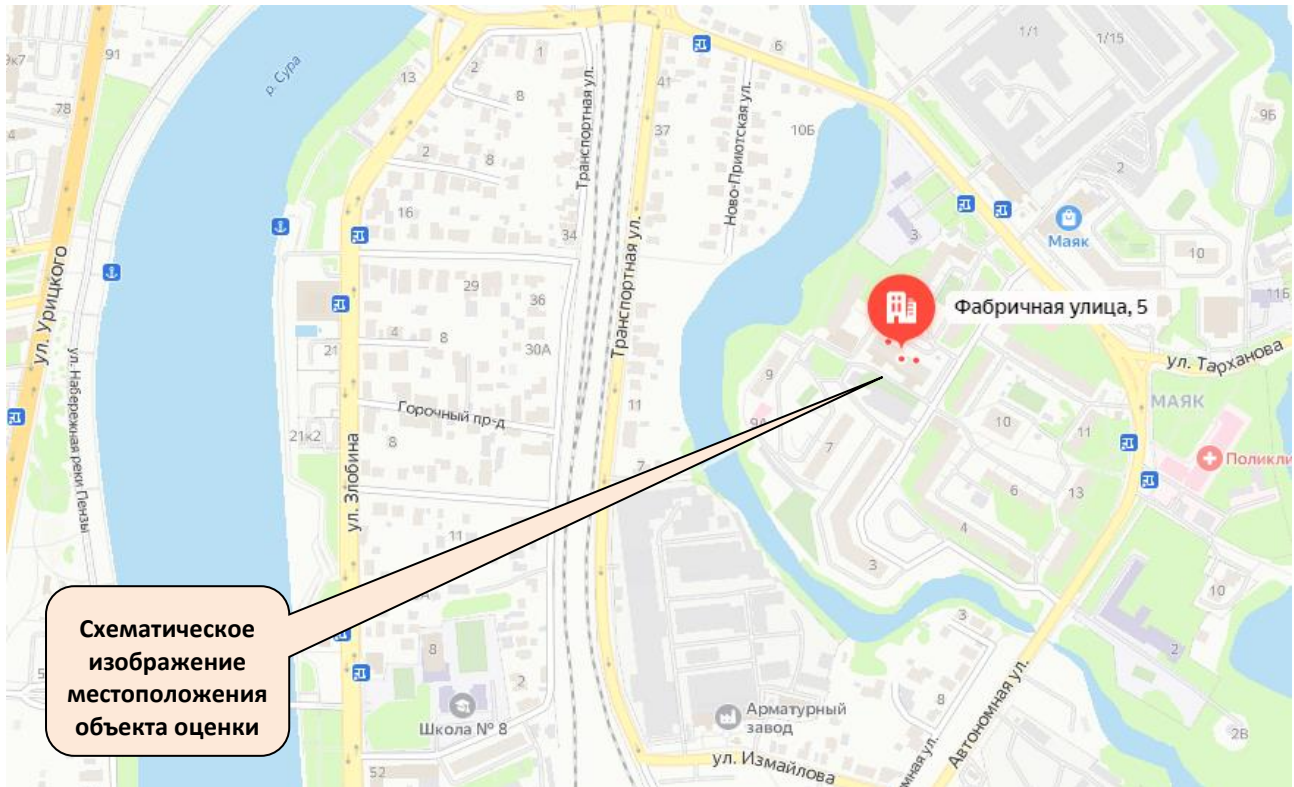 1/1
1/15
91
1
6
9к7
р. Сура
13
2
8
41
78
Транспортная ул.
Ново-Приютская ул.
9Б
4
37
10Б
2
8
2
16
3
34
Маяк
10
ул. Урицкого
29
36
Транспортная ул.
11Б
Фабричная улица, 5
4
8
21
30А
ул. Тарханова
ул. Набережная реки Пензы
9
МАЯК
11
Горочный пр-д
9А
10
11
21к2
8
7
7
Поликли
ул. Злобина
6
13
4
11
3
10
Схематическое
изображение
местоположения
объекта оценки
3
8
2
2
8
Школа № 8
Арматурный
завод
Автономная ул.
2В
ул. Измайлова
52